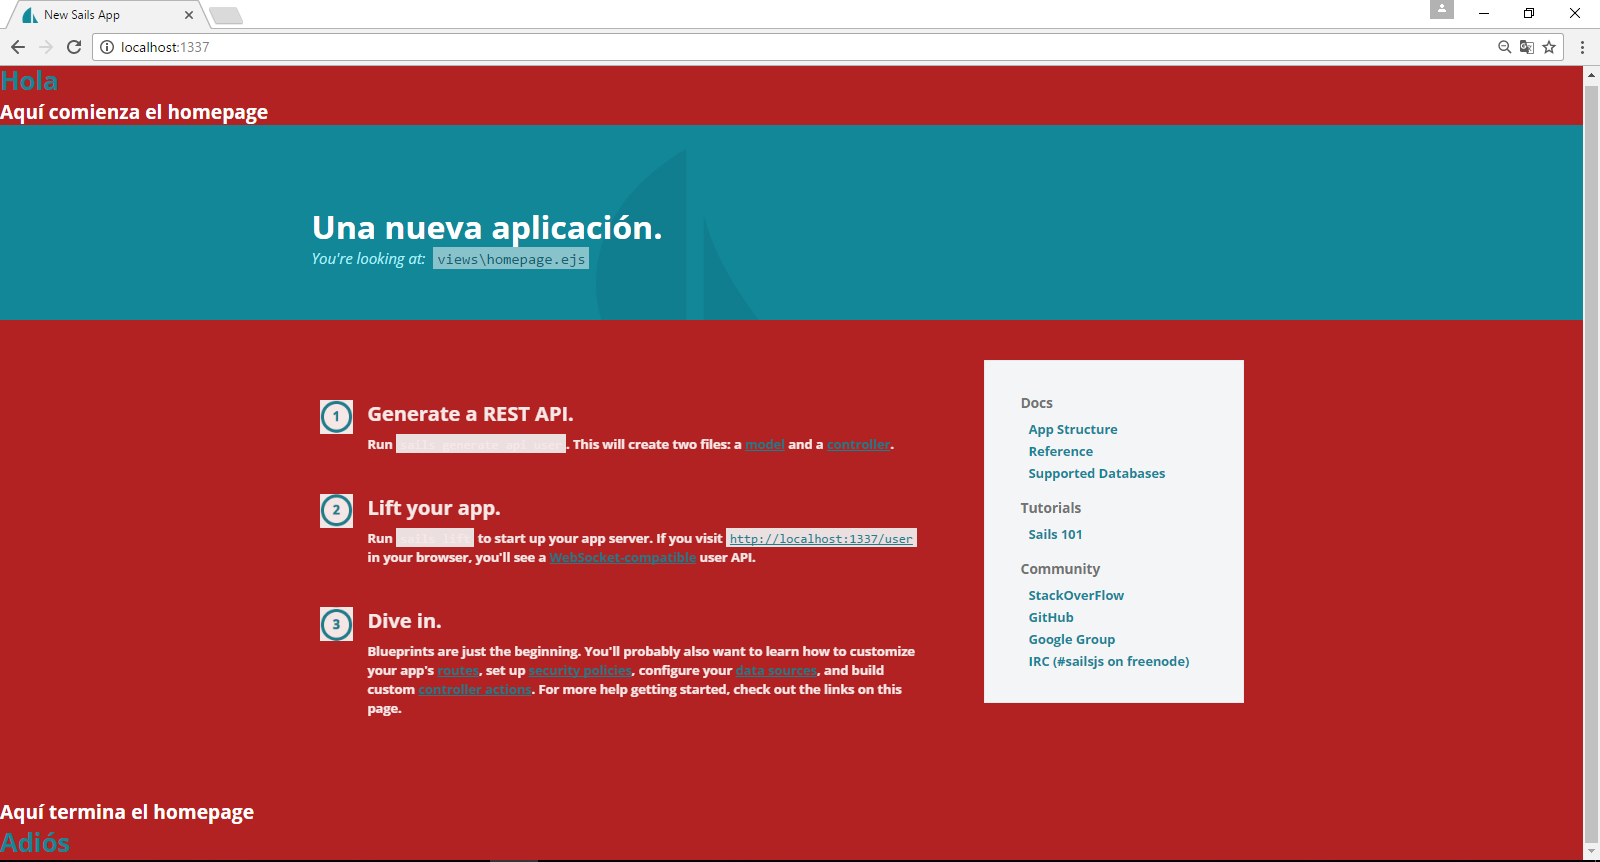 New Sails App
localhost:1337
Hola
Aquí comienza el homepage
Una nueva aplicación.
You're looking at: views\homepage.ejs
1 Generate a REST API.
Run sails generate api user. This will create two files: a model and a controller.
2 Lift your app.
Run sails lift to start up your app server. If you visit http://localhost:1337/user
in your browser, you'll see a WebSocket-compatible user API.
3 Dive in.
Blueprints are just the beginning. You'll probably also want to learn how to customize
your app's routes, set up security policies, configure your data sources, and build
custom controller actions. For more help getting started, check out the links on this
page.
Docs
App Structure
Reference
Supported Databases
Tutorials
Sails 101
Community
StackOverFlow
GitHub
Google Group
IRC (#sailsjs on freenode)
Aquí termina el homepage
Adiós